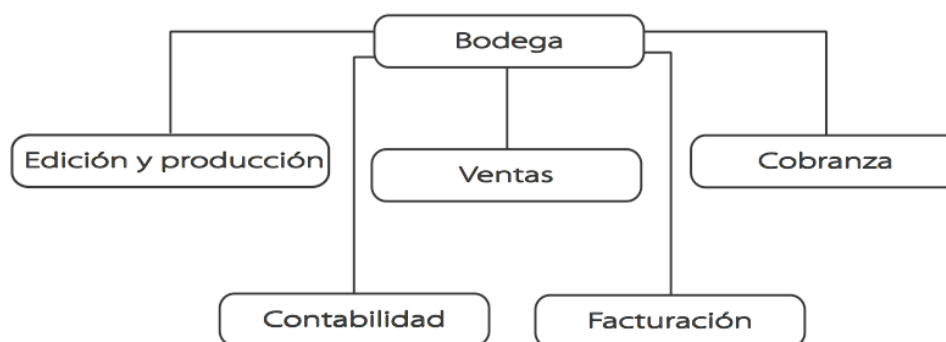 Bodega
Edición y producción
Ventas
Cobranza
Contabilidad
Facturación